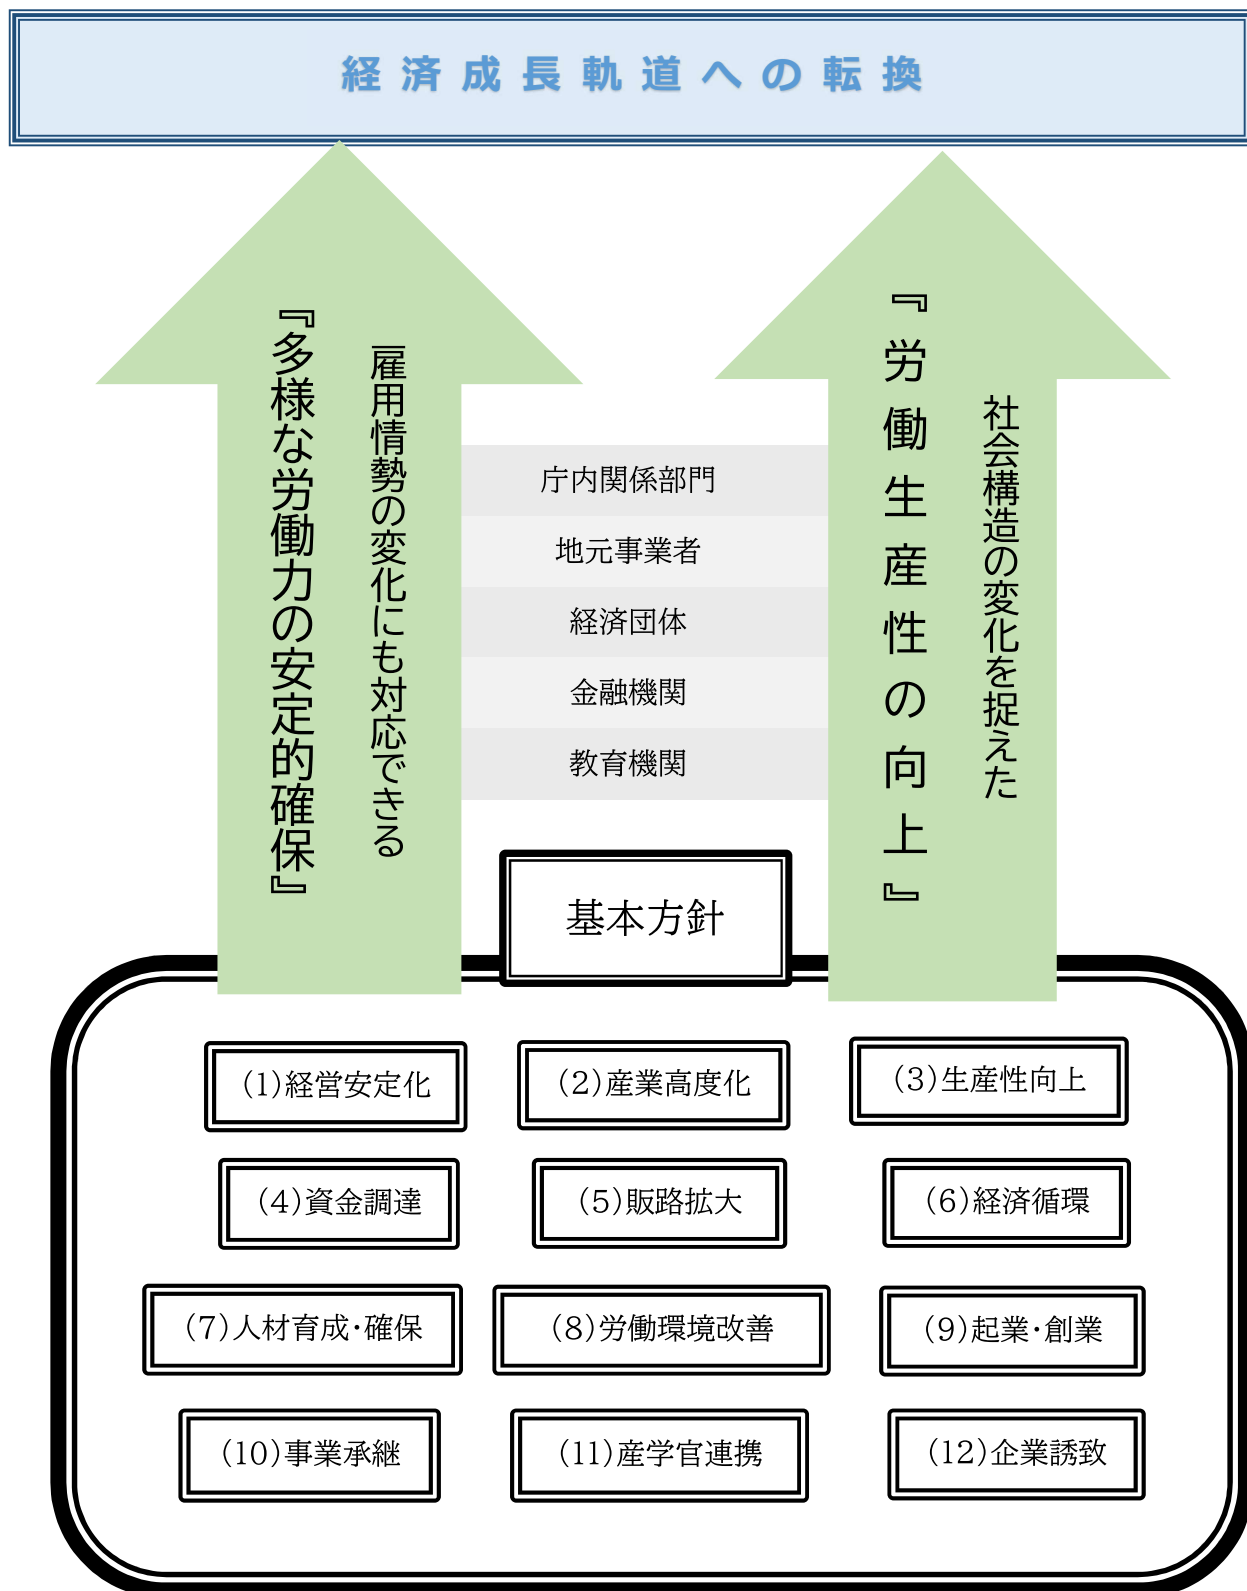 経済成長軌道への転換
雇用情勢の変化にも対応できる
『多様な労働力の安定的確保』
社会構造の変化を捉えた
『労働生産性の向上』
庁内関係部門
地元事業者
経済団体
金融機関
教育機関
基本方針
(1)経営安定化
(2)産業高度化
(3)生産性向上
(4)資金調達
(5)販路拡大
(6)経済循環
(7)人材育成・確保
(8)労働環境改善
(9)起業・創業
(10)事業承継
(11)産学官連携
(12)企業誘致